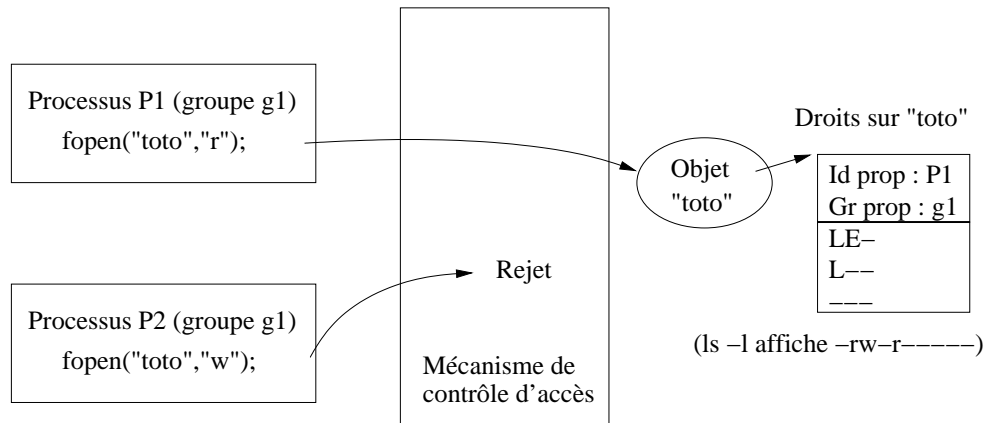 Processus P1 (groupe g1)
fopen("toto","r");
Processus P2 (groupe g1)
fopen("toto","w");
Rejet
Mécanisme de
contrôle d'accès
Objet
"toto"
Droits sur "toto"
Id prop : P1
Gr prop : g1
LE−
L−−
−−−
(ls −l affiche −rw−r−−−−−)